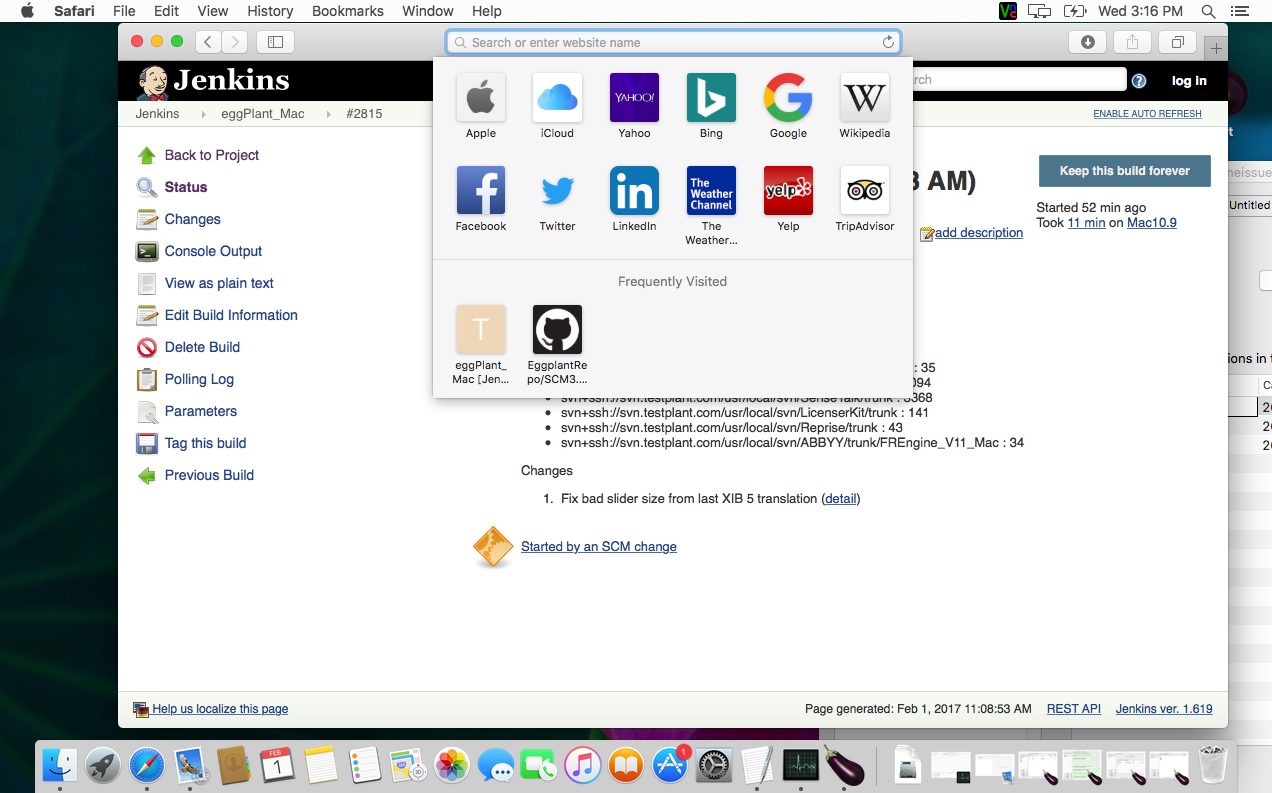 Safari File Edit View History Bookmarks Window Help
Wed 3:16 PM
Search or enter website name
Jenkins
rch
log in
Jenkins eggPlant_Mac #2815
ENABLE AUTO REFRESH
Back to Project
Status
Changes
Console Output
View as plain text
Edit Build Information
Delete Build
Polling Log
Parameters
Tag this build
Previous Build
YAHOO!
Apple iCloud Yahoo Bing Google Wikipedia
The
Weather
Channel
yelp
Facebook Twitter LinkedIn The
Weather... Yelp TripAdvisor
Frequently Visited
T
eggPlant_
Mac [Jen...
EggplantRe
po/SCM3....
AM)
Keep this build forever
Started 52 min ago
Took 11 min on Mac10.9
add description
: 35
094
svn+ssh://svn.testplant.com/usr/local/svn/SenseTalk/trunk : 3368
svn+ssh://svn.testplant.com/usr/local/svn/LicenserKit/trunk : 141
svn+ssh://svn.testplant.com/usr/local/svn/Reprise/trunk : 43
svn+ssh://svn.testplant.com/usr/local/svn/ABBYY/trunk/FREngine_V11_Mac : 34
Changes
1. Fix bad slider size from last XIB 5 translation (detail)
Started by an SCM change
Help us localize this page
Page generated: Feb 1, 2017 11:08:53 AM REST API Jenkins ver. 1.619
neissue
Untitled
ions in t
FEB
1
1